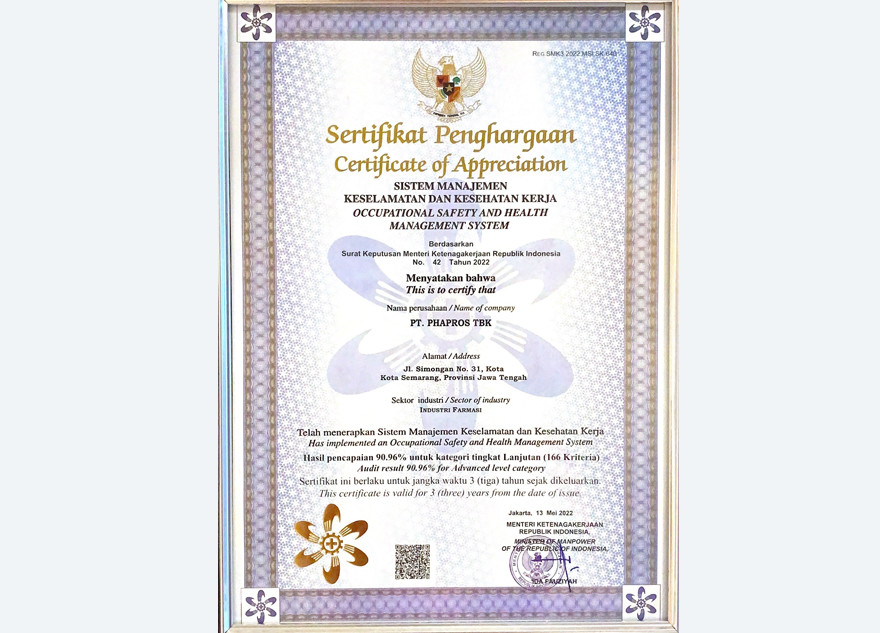 Reg.SMK3.2022.MSI.SK-640
Sertifikat Penghargaan
Certificate of Appreciation
SISTEM MANAJEMEN
KESELAMATAN DAN KESEHATAN KERJA
OCCUPATIONAL SAFETY AND HEALTH
MANAGEMENT SYSTEM
Berdasarkan
Surat Keputusan Menteri Ketenagakerjaan Republik Indonesia
No. 42 Tahun 2022
Menyatakan bahwa
This is to certify that
Nama perusahaan / Name of company
PT. PHAPROS TBK
Alamat / Address
Jl. Simongan No. 31, Kota
Kota Semarang, Provinsi Jawa Tengah
Sektor industri / Sector of industry
INDUSTRI FARMASI
Telah menerapkan Sistem Manajemen Keselamatan dan Kesehatan Kerja
Has implemented an Occupational Safety and Health Management System
Hasil pencapaian 90.96% untuk kategori tingkat Lanjutan (166 Kriteria)
Audit result 90.96% for Advanced level category
Sertifikat ini berlaku untuk jangka waktu 3 (tiga) tahun sejak dikeluarkan.
This certificate is valid for 3 (three) years from the date of issue.
Jakarta, 13 Mei 2022
MENTERI KETENAGAKERJAAN
REPUBLIK INDONESIA,
MINISTER OF MANPOWER
OF THE REPUBLIC OF INDONESIA,
IDA FAUZIYAH